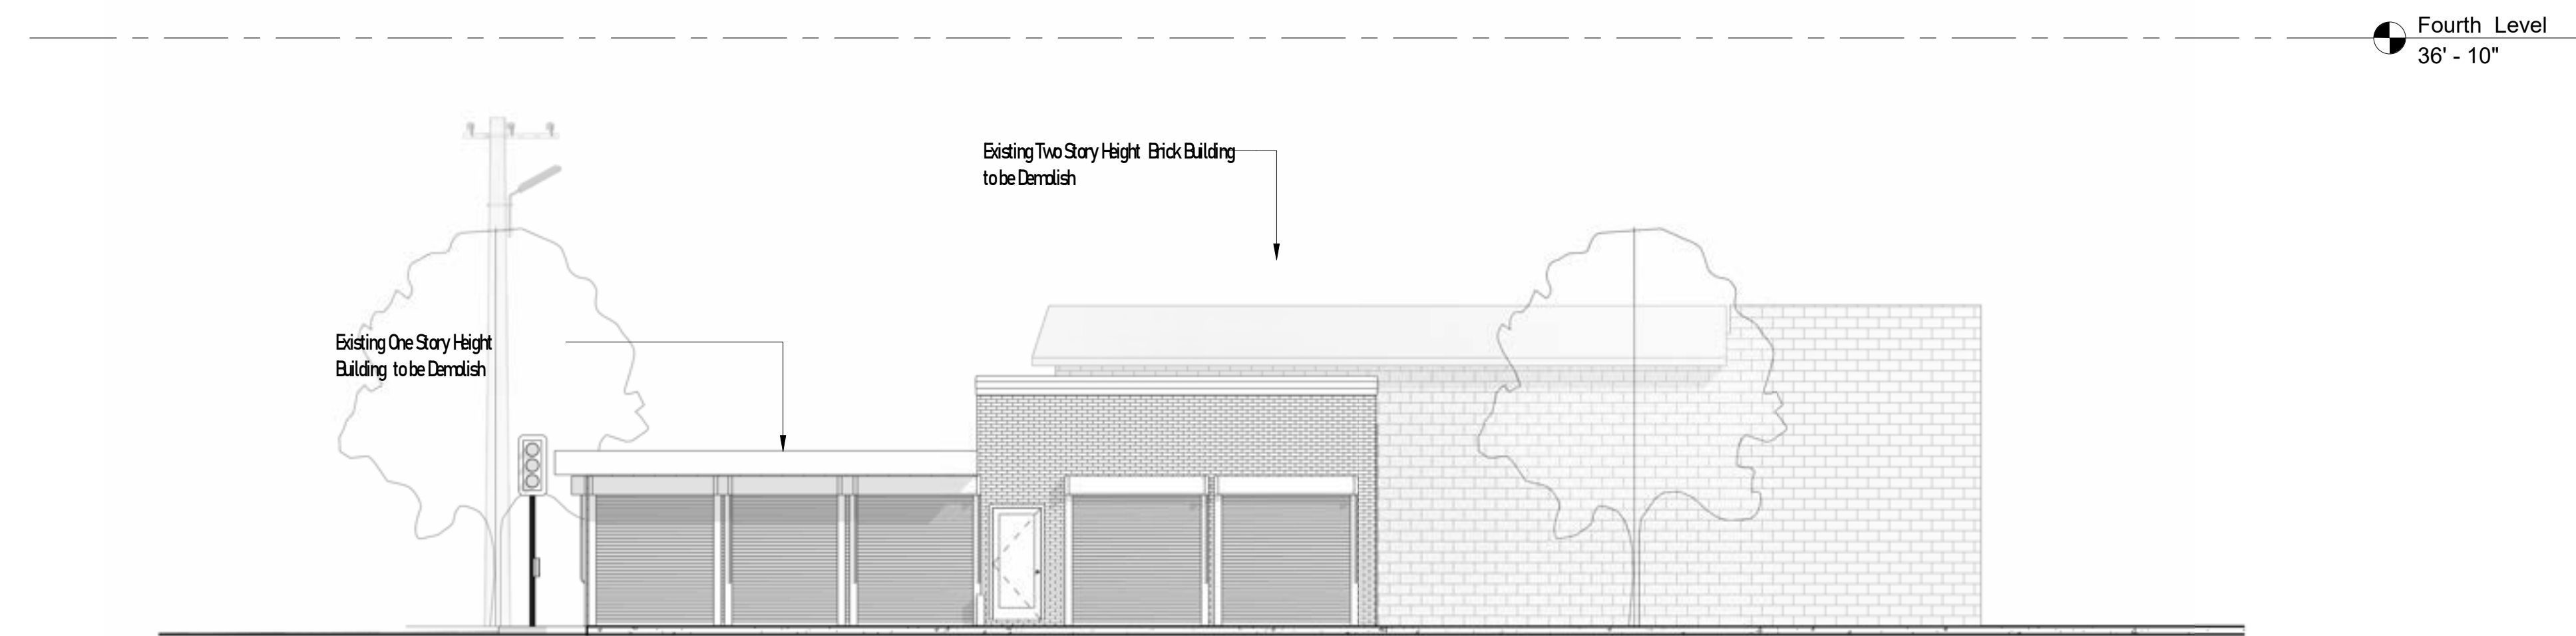 Fourth Level
36' - 10"
Existing Two Story Height Brick Building
to be Demolish
Existing One Story Height
Building to be Demolish